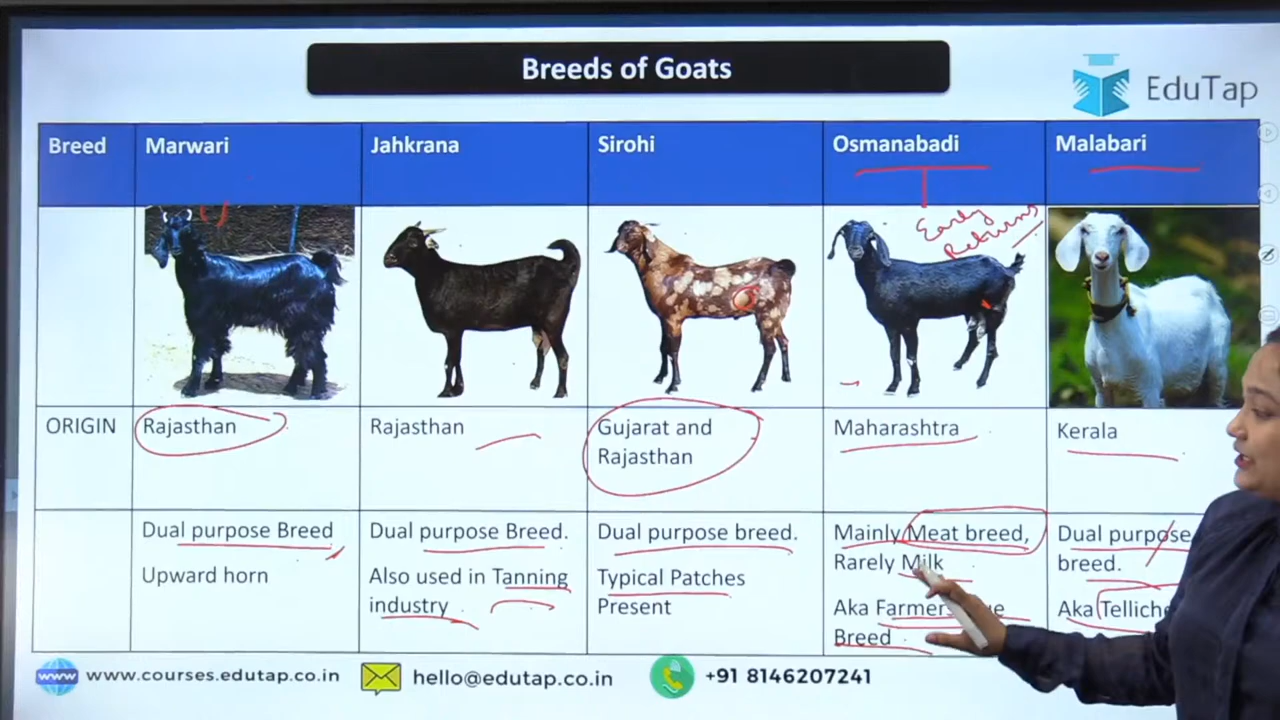 Breeds of Goats
EduTap
Breed Marwari Jahkrana Sirohi Osmanabadi Malabari
Early
Returns
ORIGIN Rajasthan Rajasthan Gujarat and Maharashtra Kerala
Rajasthan
Dual purpose Breed Dual purpose Breed. Dual purpose breed. Mainly Meat breed, Dual purpose
Rarely Milk breed.
Upward horn Also used in Tanning Typical Patches
industry Present
Aka Aka
Breed
www www.courses.edutap.co.in hello@edutap.co.in +91 8146207241